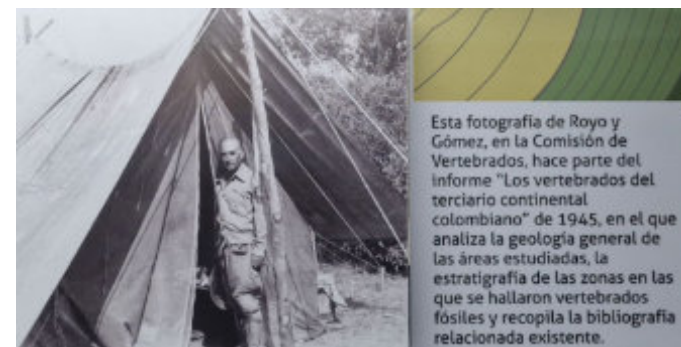 Esta fotografía de Royo y
Gómez, en la Comisión de
Vertebrados, hace parte del
informe "Los vertebrados del
terciario continental
colombiano" de 1945, en el que
analiza la geología general de
las áreas estudiadas, la
estratigrafía de las zonas en las
que se hallaron vertebrados
fósiles y recopila la bibliografía
relacionada existente.